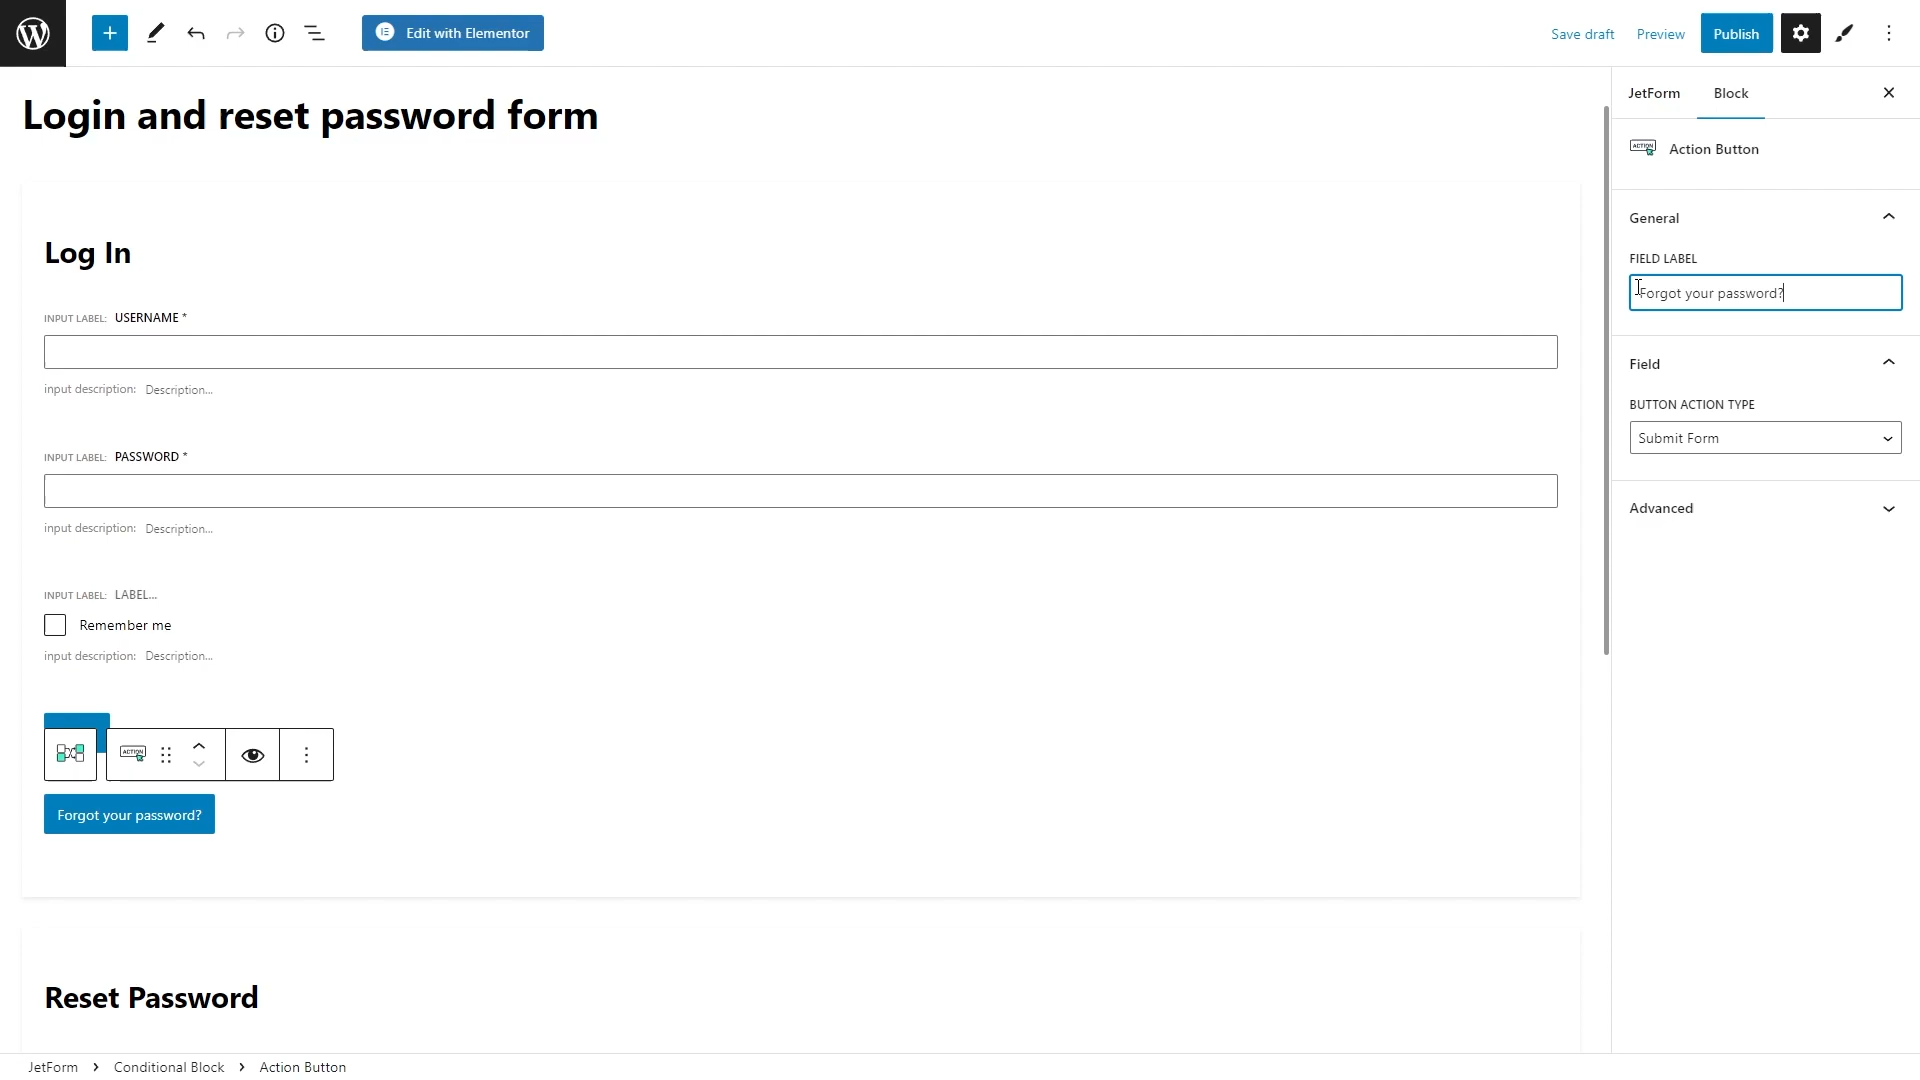 Edit with Elementor
Save draft
Preview
Publish
JetForm
Block
Login and reset password form
ACTION
Action Button
General
Log In
FIELD LABEL
Forgot your password?
INPUT LABEL: USERNAME *
Field
input description: Description...
BUTTON ACTION TYPE
Submit Form
INPUT LABEL: PASSWORD *
Advanced
input description: Description...
INPUT LABEL: LABEL...
Remember me
input description: Description...
ACTION
Forgot your password?
Reset Password
JetForm > Conditional Block > Action Button